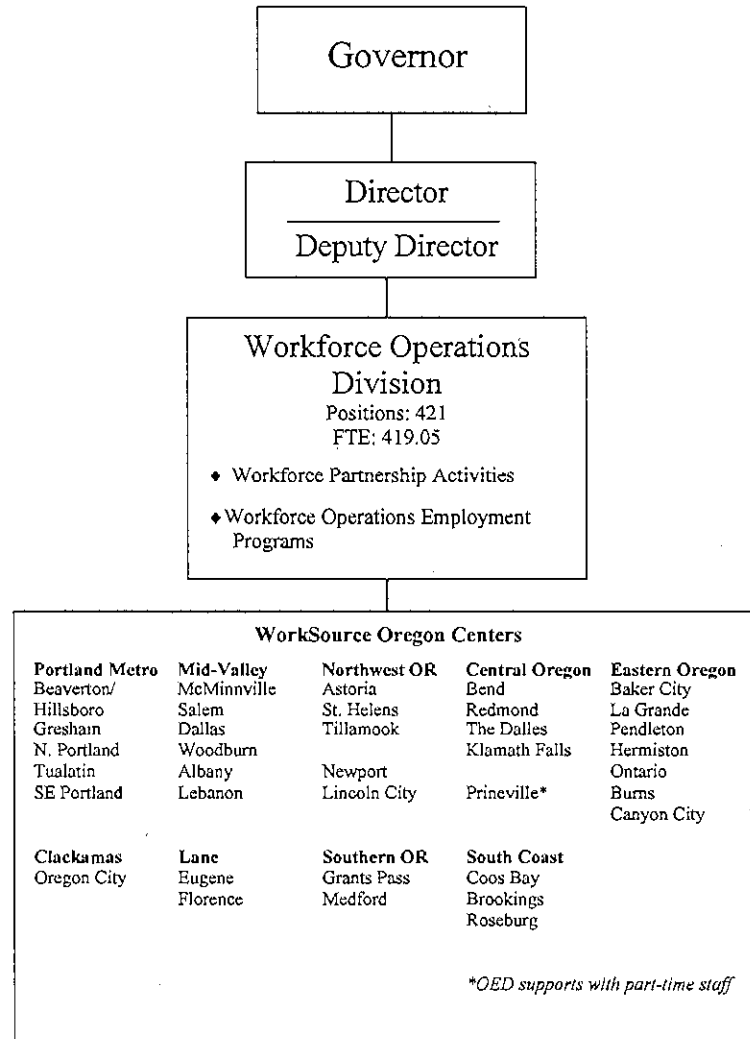 Governor
Director
Deputy Director
Workforce Operations
Division
Positions: 421
FTE: 419.05
♦ Workforce Partnership Activities
♦ Workforce Operations Employment
Programs
WorkSource Oregon Centers
Portland Metro Mid-Valley Northwest OR Central Oregon Eastern Oregon
Beaverton/ McMinnville Astoria Bend Baker City
Hillsboro Salem St. Helens Redmond La Grande
Gresham Dallas Tillamook The Dalles Pendleton
N. Portland Woodburn Klamath Falls Hermiston
Tualatin Albany Newport Ontario
SE Portland Lebanon Lincoln City Prineville* Burns
Canyon City
Clackamas Lane Southern OR South Coast
Oregon City Eugene Grants Pass Coos Bay
Florence Medford Brookings
Roseburg
*OED supports with part-time staff